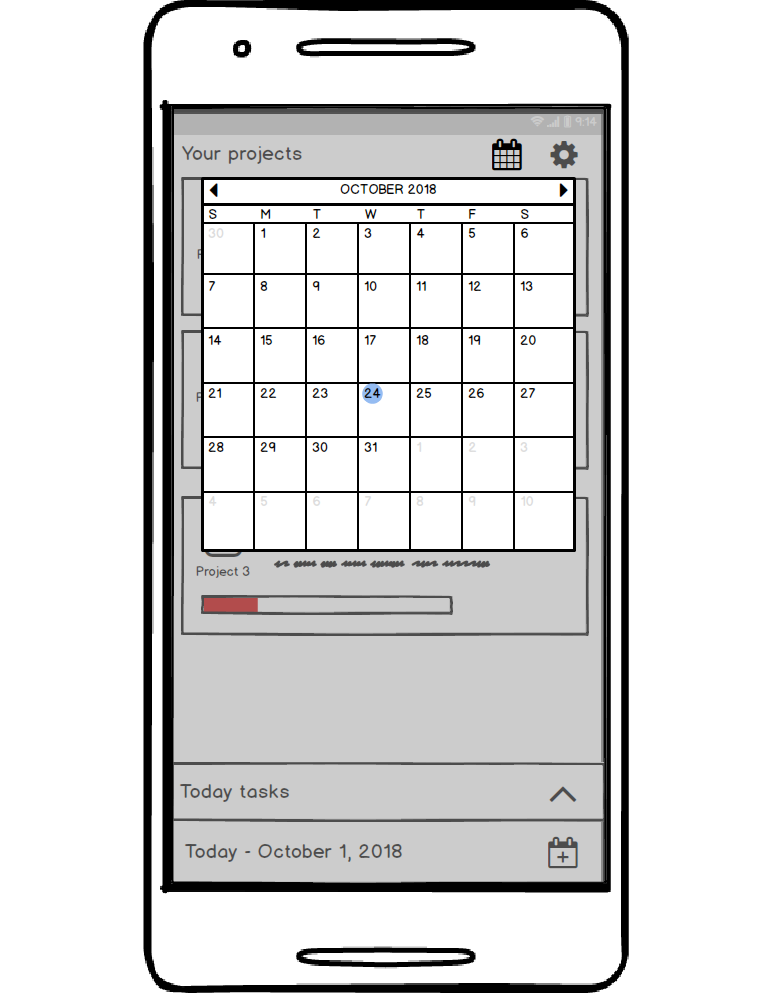 9:14
Your projects
OCTOBER 2018
S M T W T F S
30 1 2 3 4 5 6
7 8 9 10 11 12 13
14 15 16 17 18 19 20
21 22 23 24 25 26 27
28 29 30 31 1 2 3
4 5 6 7 8 9 10
Project 3
Today tasks
Today - October 1, 2018